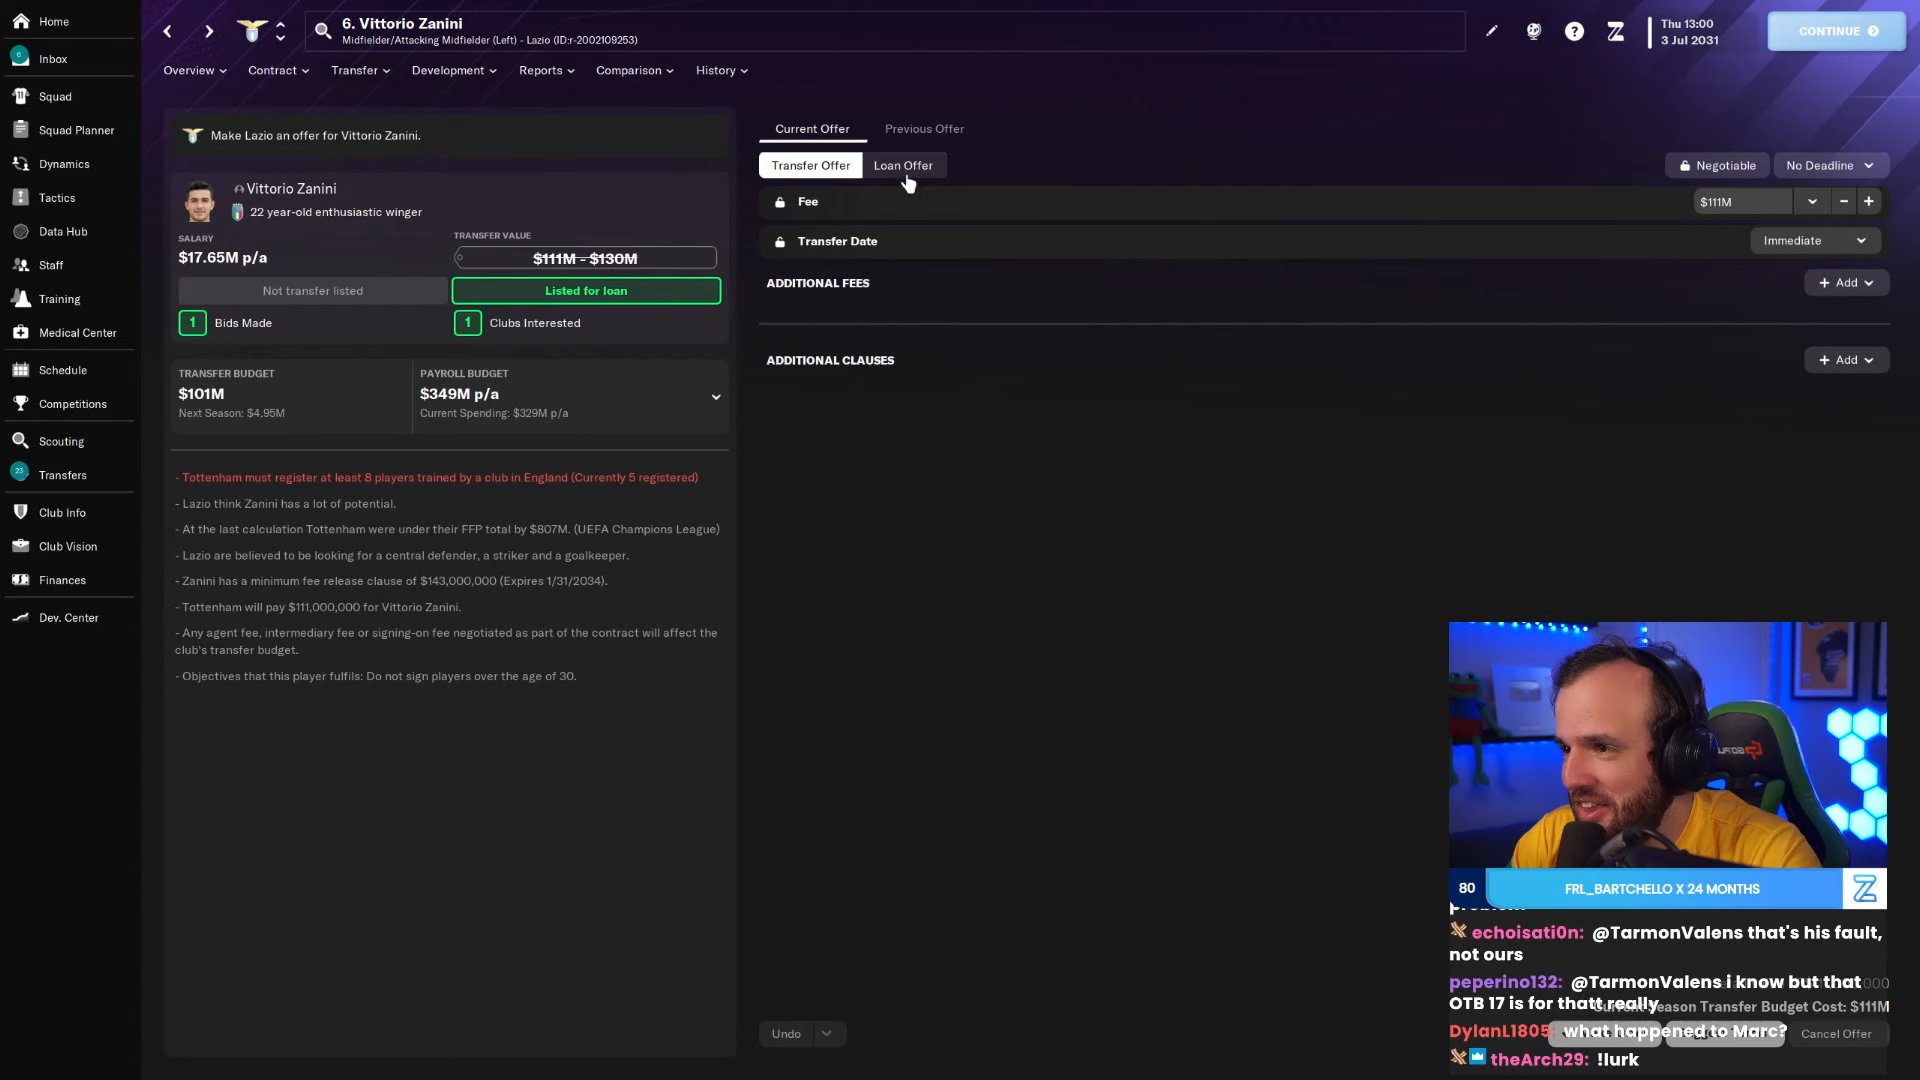 Home
6
Inbox
Squad
Squad Planner
Dynamics
Tactics
Data Hub
Staff
Training
Medical Center
Schedule
Competitions
Scouting
23
Transfers
Club Info
Club Vision
Finances
Dev. Center
6. Vittorio Zanini
Midfielder/Attacking Midfielder (Left) - Lazio (ID:r-2002109253)
Thu 13:00
3 Jul 2031
CONTINUE
Overview
Contract
Transfer
Development
Reports
Comparison
History
Make Lazio an offer for Vittorio Zanini.
Vittorio Zanini
22 year-old enthusiastic winger
SALARY
$17.65M p/a
TRANSFER VALUE
$111M - $130M
Not transfer listed
Listed for loan
1 Bids Made
1 Clubs Interested
TRANSFER BUDGET
$101M
Next Season: $4.95M
PAYROLL BUDGET
$349M p/a
Current Spending: $329M p/a
- Tottenham must register at least 8 players trained by a club in England (Currently 5 registered)
- Lazio think Zanini has a lot of potential.
- At the last calculation Tottenham were under their FFP total by $807M. (UEFA Champions League)
- Lazio are believed to be looking for a central defender, a striker and a goalkeeper.
- Zanini has a minimum fee release clause of $143,000,000 (Expires 1/31/2034).
- Tottenham will pay $111,000,000 for Vittorio Zanini.
- Any agent fee, intermediary fee or signing-on fee negotiated as part of the contract will affect the
club's transfer budget.
- Objectives that this player fulfils: Do not sign players over the age of 30.
Current Offer
Previous Offer
Transfer Offer
Loan Offer
Negotiable
No Deadline
Fee
$111M
Transfer Date
Immediate
ADDITIONAL FEES
+ Add
ADDITIONAL CLAUSES
+ Add
80
FRL_BARTCHELLO X 24 MONTHS
echoisati0n: @TarmonValens that's his fault,
not ours
peperino132: @TarmonValens i know but that
OTB 17 is for thatt really
Season Transfer Budget Cost: $111M
DylanL1805: what happened to Marc?
theArch29: !lurk
Undo
Cancel Offer